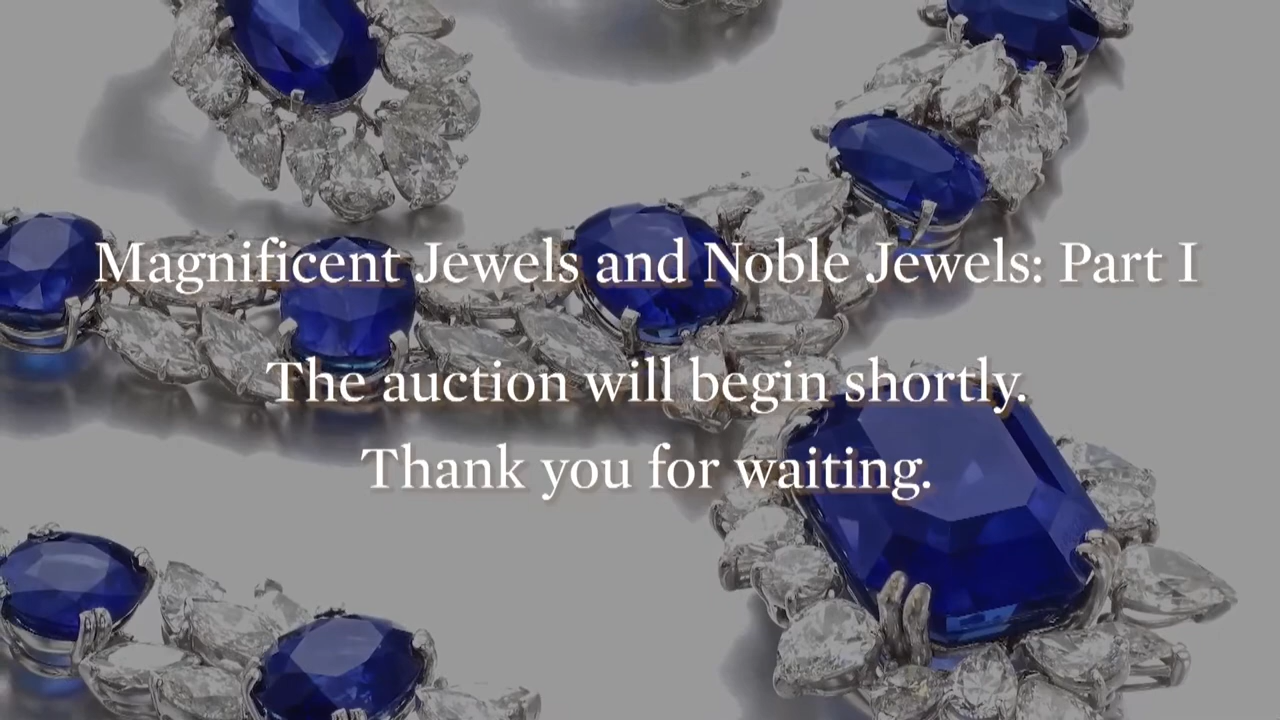 Magnificent Jewels and Noble Jewels: Part I
The auction will begin shortly.
Thank you for waiting.